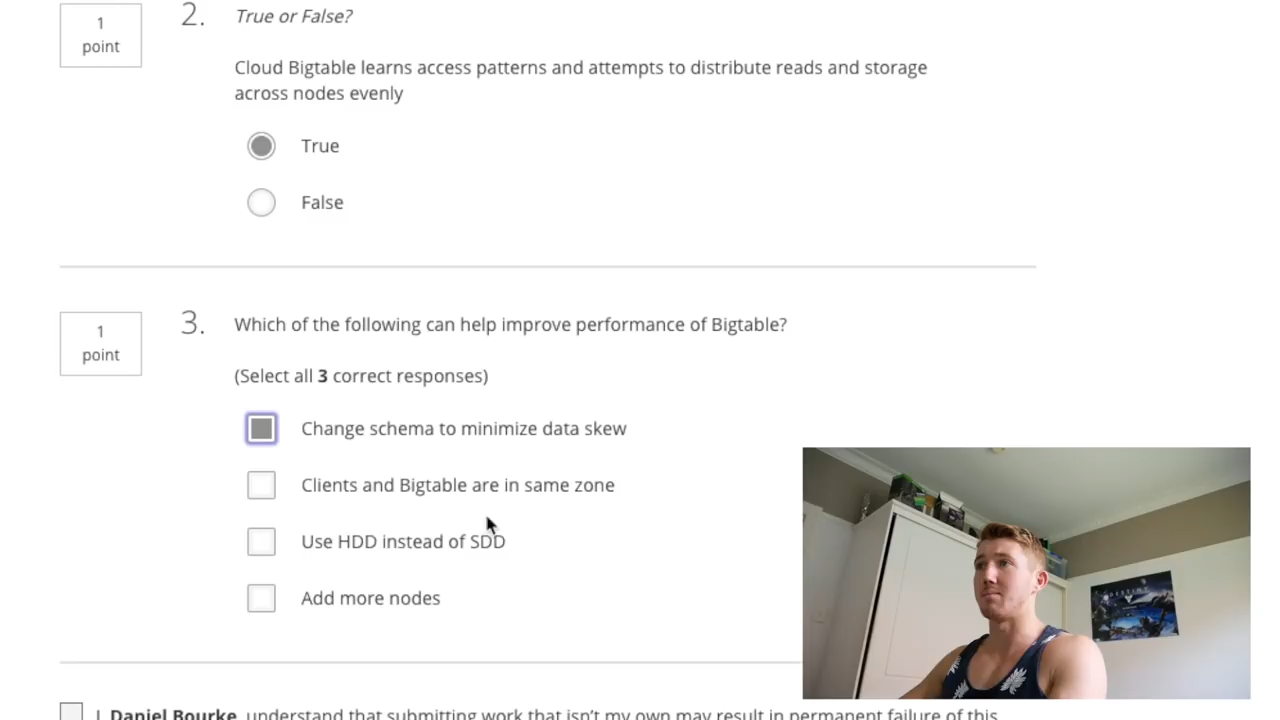 1
point
2.
True or False?
Cloud Bigtable learns access patterns and attempts to distribute reads and storage
across nodes evenly
True
False
1
point
3.
Which of the following can help improve performance of Bigtable?
(Select all 3 correct responses)
Change schema to minimize data skew
Clients and Bigtable are in same zone
Use HDD instead of SDD
Add more nodes
DESTINY
I, Daniel Bourke, understand that submitting work that isn't my own may result in permanent failure of this